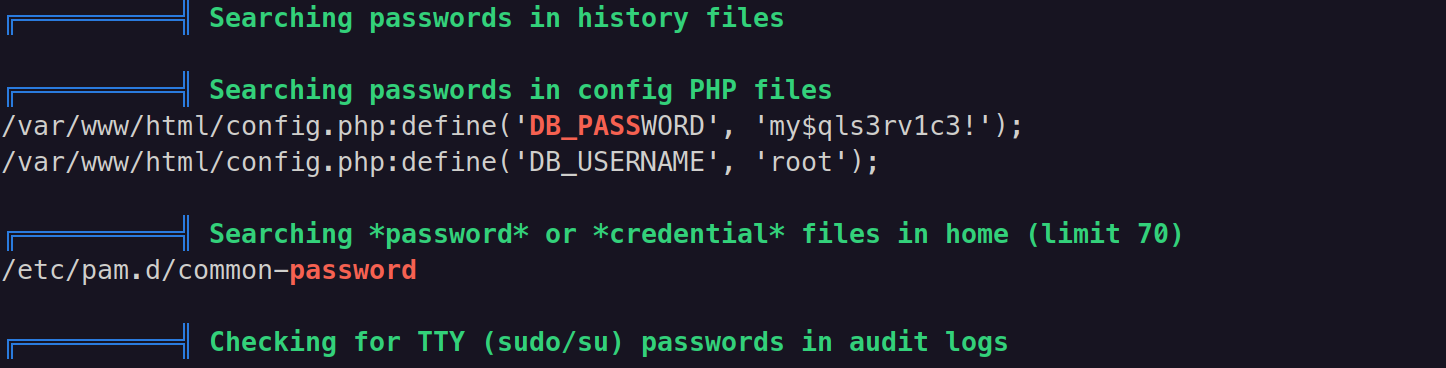 ╔══════════╣ Searching passwords in history files
╔══════════╣ Searching passwords in config PHP files
/var/www/html/config.php:define('DB_PASSWORD', 'my$qls3rv1c3!');
/var/www/html/config.php:define('DB_USERNAME', 'root');
╔══════════╣ Searching *password* or *credential* files in home (limit 70)
/etc/pam.d/common-password
╔══════════╣ Checking for TTY (sudo/su) passwords in audit logs